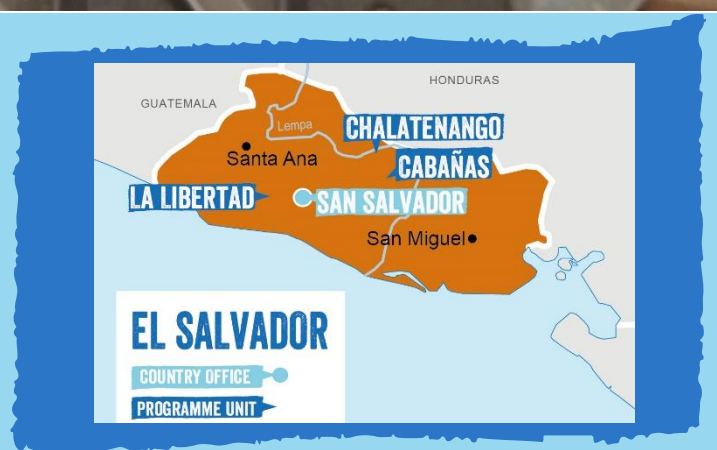 HONDURAS
GUATEMALA
Lempa
CHALATENANGO
Santa Ana
CABAÑAS
LA LIBERTAD
SAN SALVADOR
San Miguel
EL SALVADOR
COUNTRY OFFICE
PROGRAMME UNIT